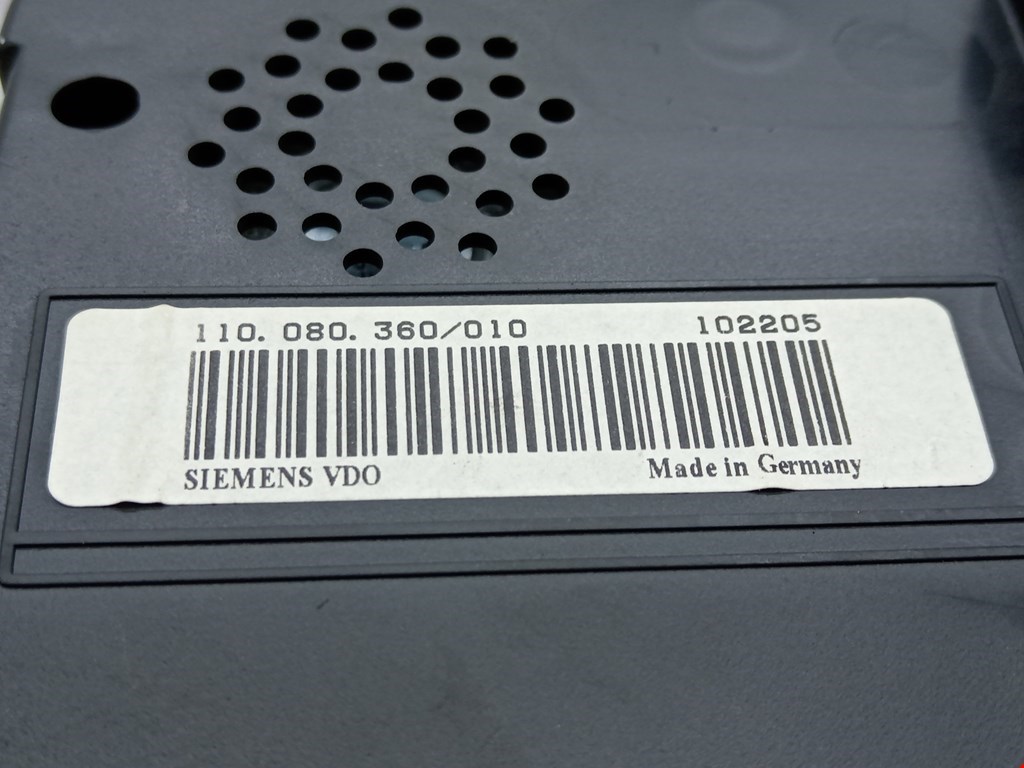 110. 080. 360/010 102205
SIEMENS VDO Made in Germany